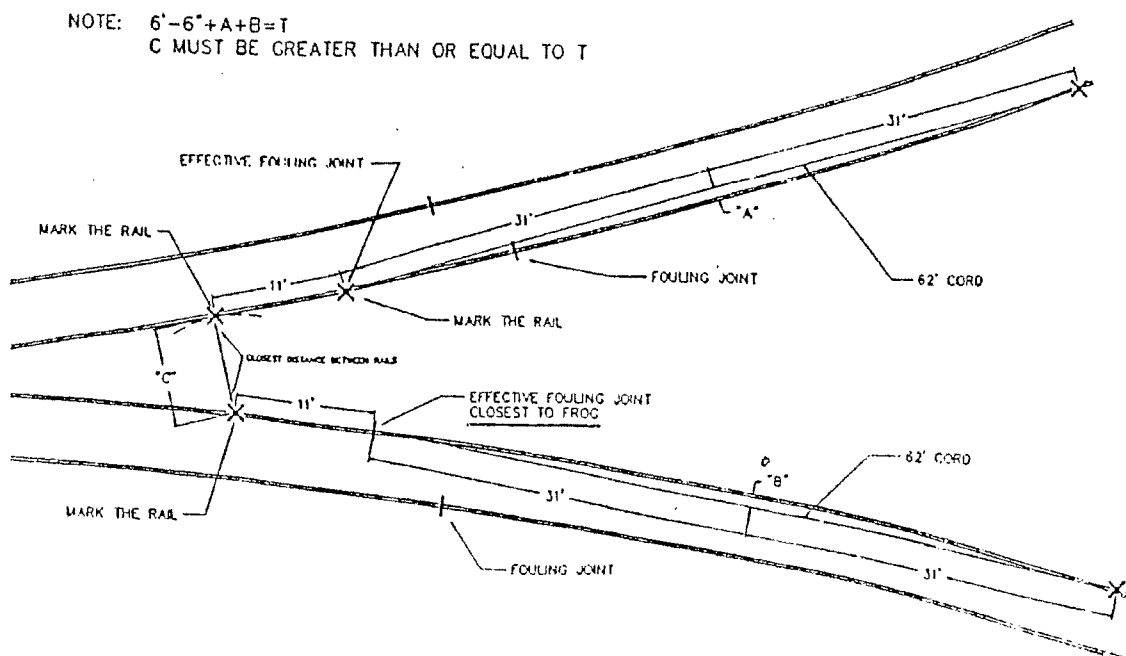 NOTE: 6'-6"+A+B=T
C MUST BE GREATER THAN OR EQUAL TO T
31'
EFFECTIVE FOULING JOINT
31'
"A"
MARK THE RAIL
11'
FOULING JOINT
62' CORD
MARK THE RAIL
CLOSEST DISTANCE BETWEEN RAILS
"C"
11'
EFFECTIVE FOULING JOINT
CLOSEST TO FROG
62' CORD
"B"
31'
MARK THE RAIL
FOULING JOINT
31'